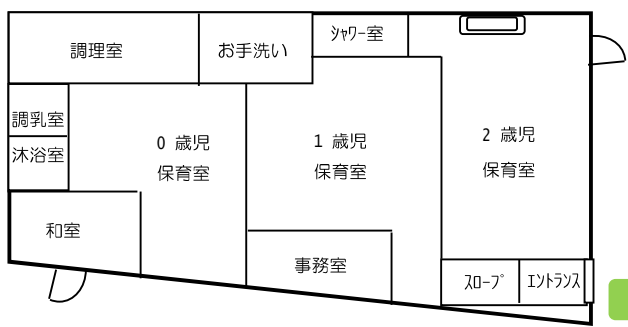 調理室
お手洗い
シャワー室
調乳室
沐浴室
0 歳児
保育室
1 歳児
保育室
2 歳児
保育室
和室
事務室
スロープ
エントランス